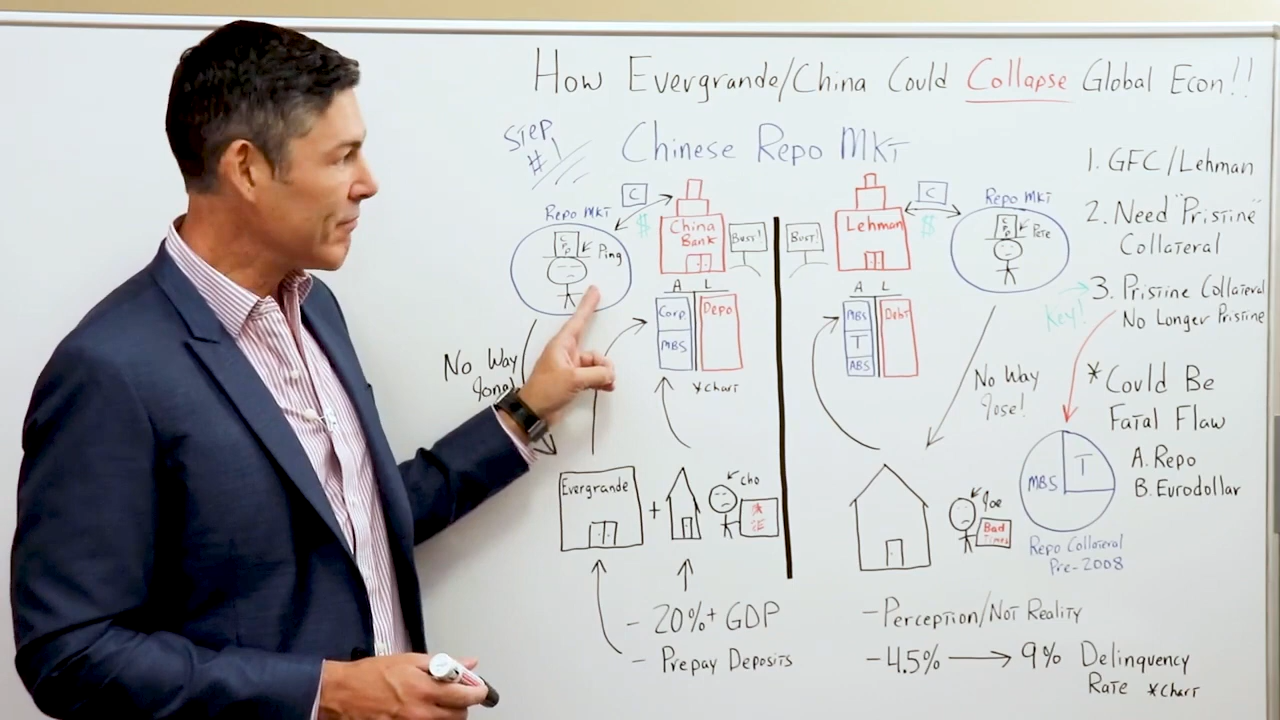 How Evergrande/China Could Collapse Global Econ!!
STEP #1
Chinese Repo MKT
Repo MKT
C
$
Ping
China Bank
Bust!
A L
Corp
MBS
Depo
*Chart
No Way
Evergrande
+
cho
- 20%+ GDP
- Prepay Deposits
Bust!
Lehman
C
$
Repo MKT
Pete
A L
MBS
T
ABS
Debt
No Way
Jose!
Joe
Bad
Times
- Perception/Not Reality
- 4.5% → 9% Delinquency
Rate *Chart
1. GFC/Lehman
2. Need "Pristine"
Collateral
Key!
3. Pristine Collateral
No Longer Pristine
* Could Be
Fatal Flaw
A. Repo
B. Eurodollar
MBS
T
Repo Collateral
Pre-2008